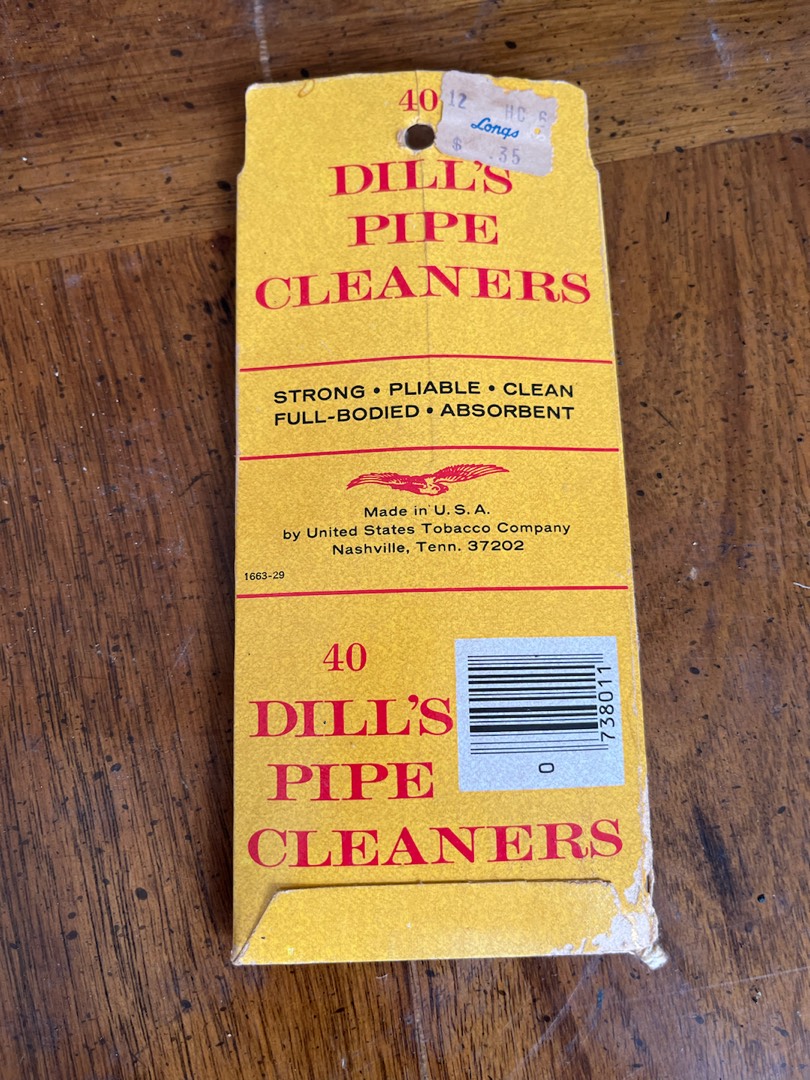 40
12 HC 6
Longs
$ .35
DILL'S
PIPE
CLEANERS
STRONG • PLIABLE • CLEAN
FULL-BODIED • ABSORBENT
Made in U. S. A.
by United States Tobacco Company
Nashville, Tenn. 37202
1663-29
40
DILL'S
PIPE
CLEANERS
0 738011